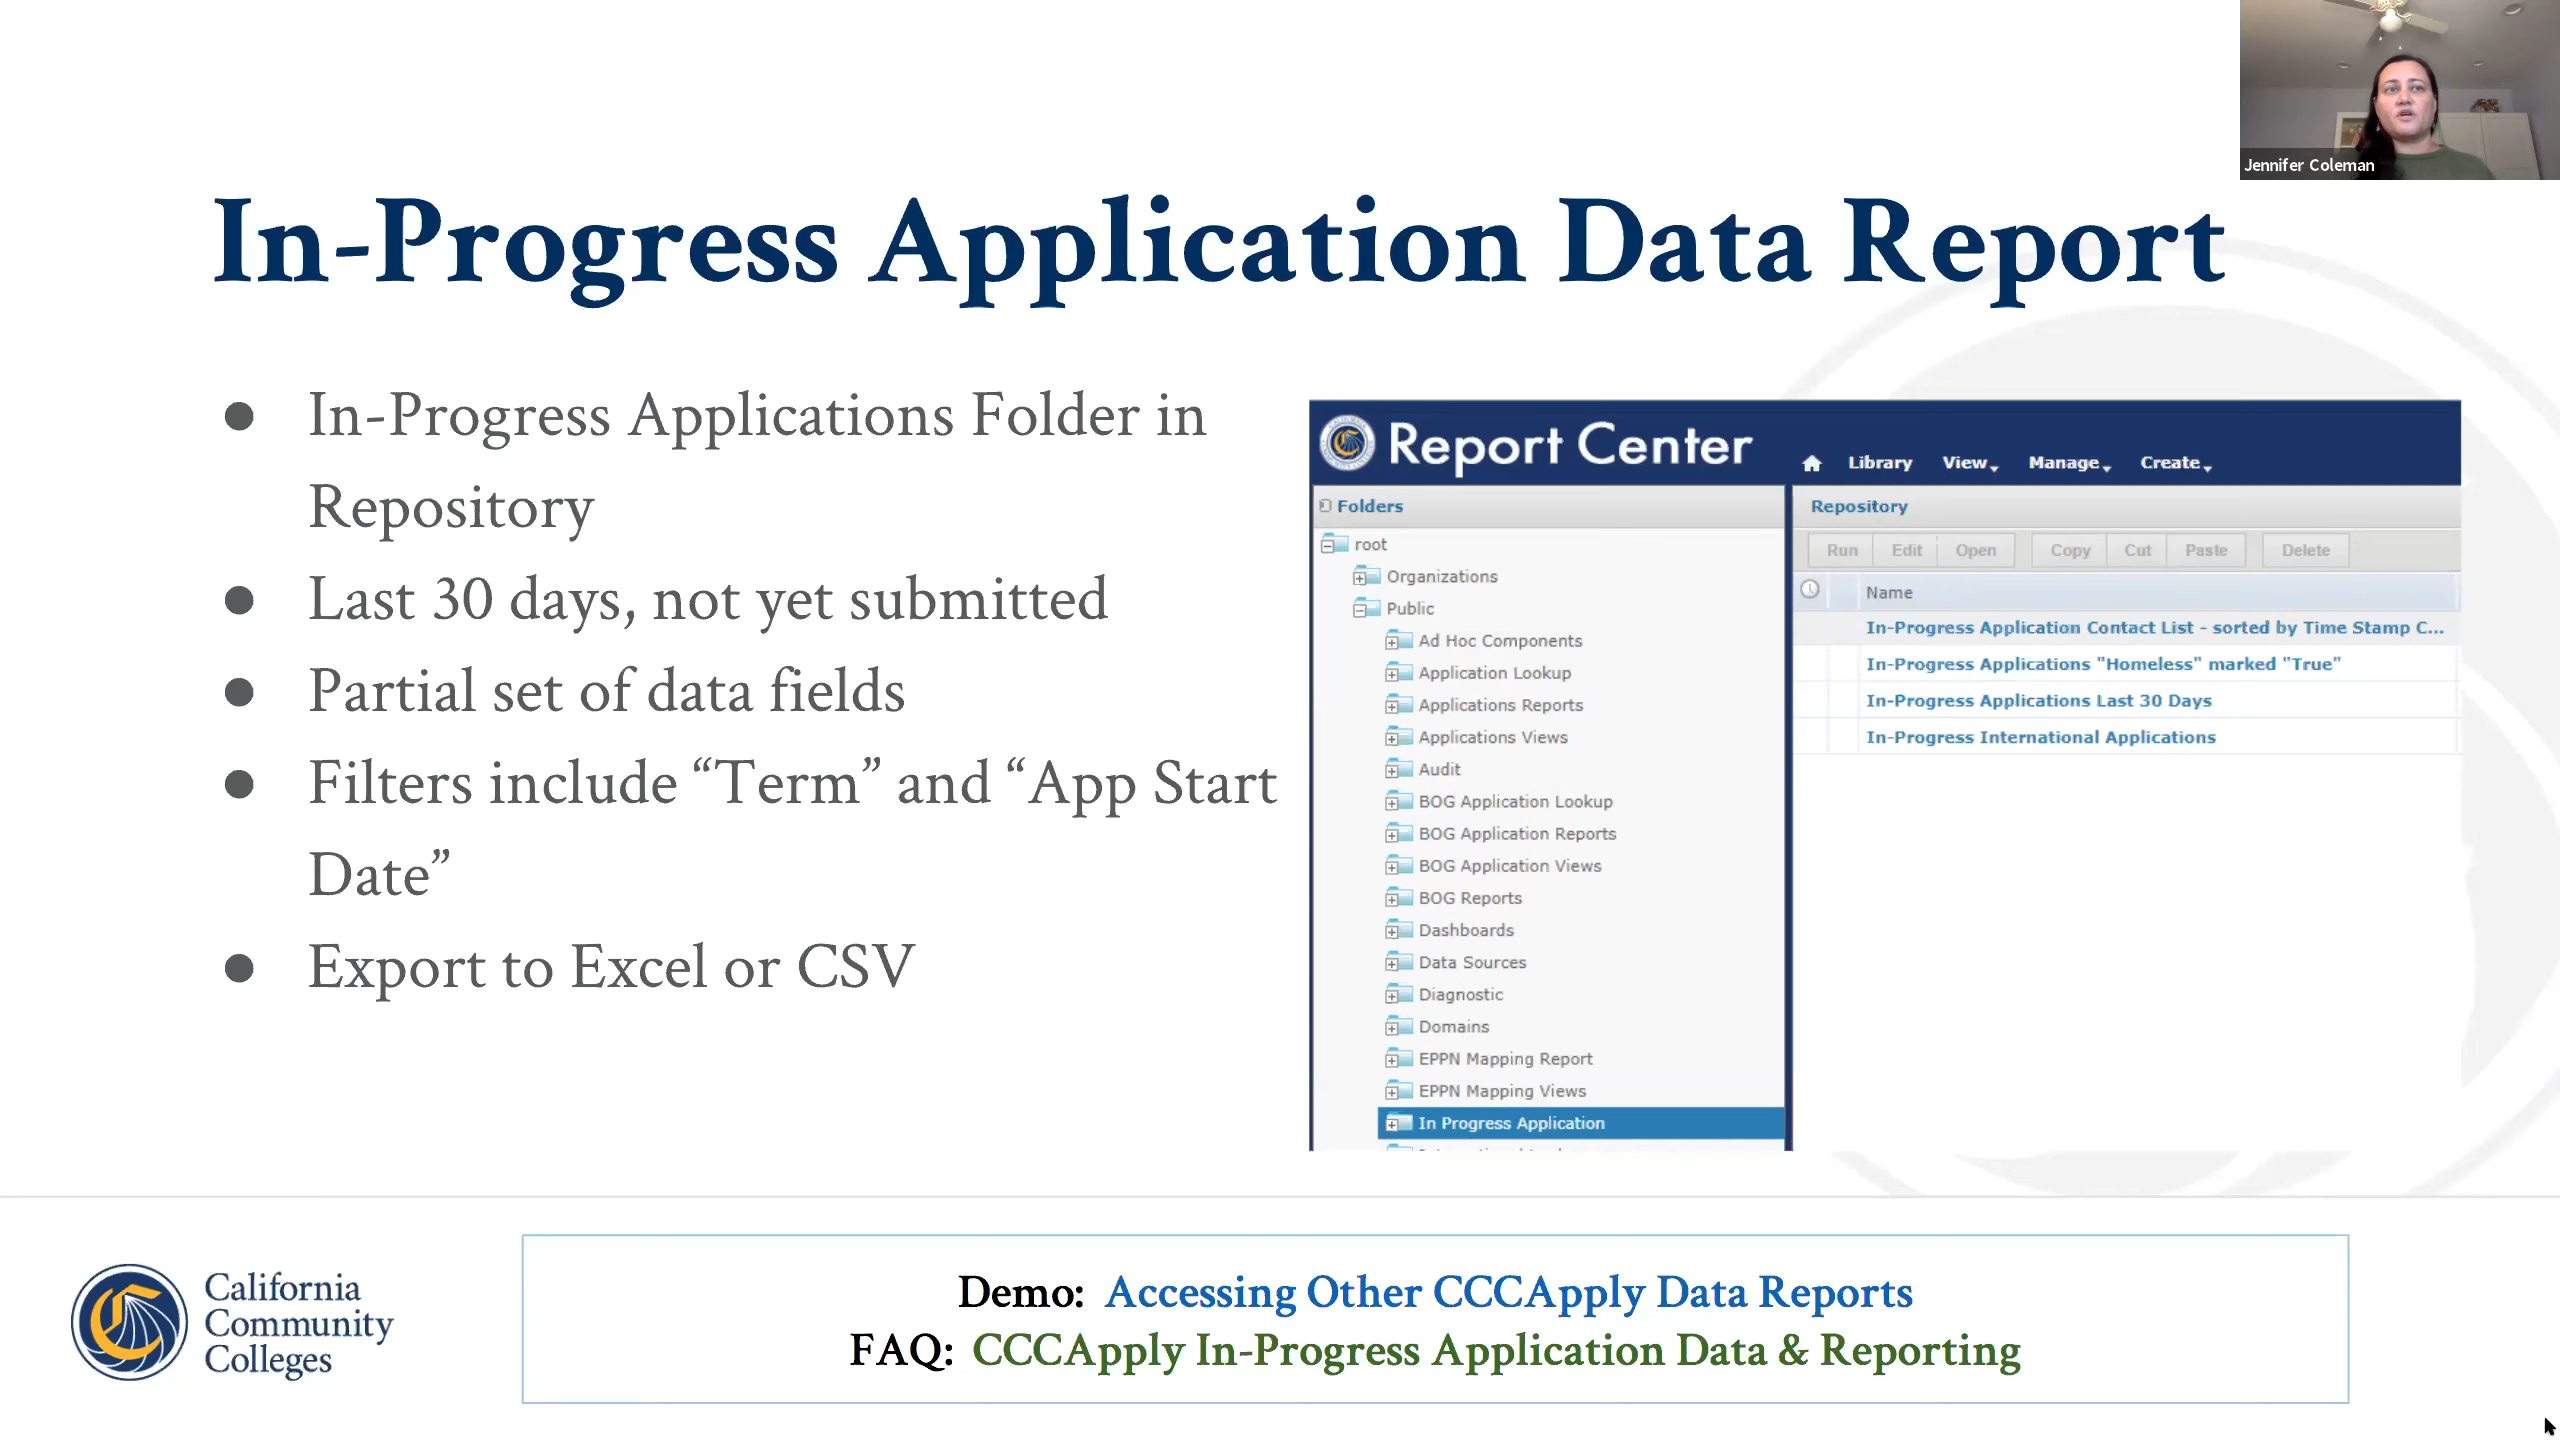 Jennifer Coleman
In-Progress Application Data Report
● In-Progress Applications Folder in
Repository
● Last 30 days, not yet submitted
● Partial set of data fields
● Filters include “Term” and “App Start
Date”
● Export to Excel or CSV
Report Center
Library View Manage Create
Folders
root
Organizations
Public
Ad Hoc Components
Application Lookup
Applications Reports
Applications Views
Audit
BOG Application Lookup
BOG Application Reports
BOG Application Views
BOG Reports
Dashboards
Data Sources
Diagnostic
Domains
EPPN Mapping Report
EPPN Mapping Views
In Progress Application
Repository
Run Edit Open Copy Cut Paste Delete
Name
In-Progress Application Contact List - sorted by Time Stamp C...
In-Progress Applications "Homeless" marked "True"
In-Progress Applications Last 30 Days
In-Progress International Applications
California
Community
Colleges
Demo: Accessing Other CCCApply Data Reports
FAQ: CCCApply In-Progress Application Data & Reporting